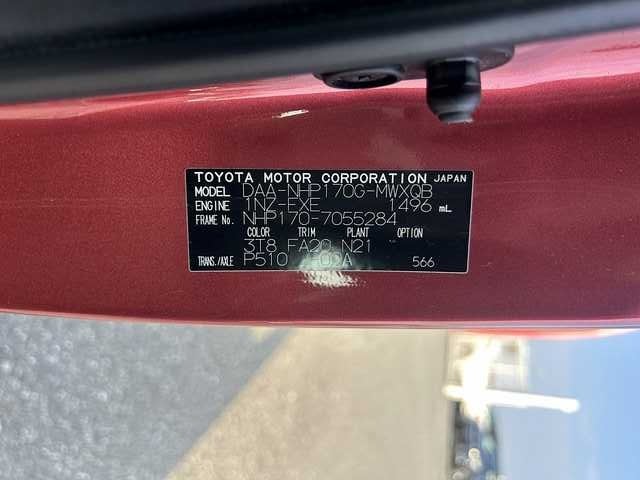 TOYOTA MOTOR CORPORATION JAPAN
MODEL DAA-NHP170G-MWXQB
ENGINE 1NZ-FXE 1496 mL
FRAME No. NHP170-7055284
COLOR TRIM PLANT OPTION
3T8 FA20 N21
TRANS./AXLE P510 02A 566